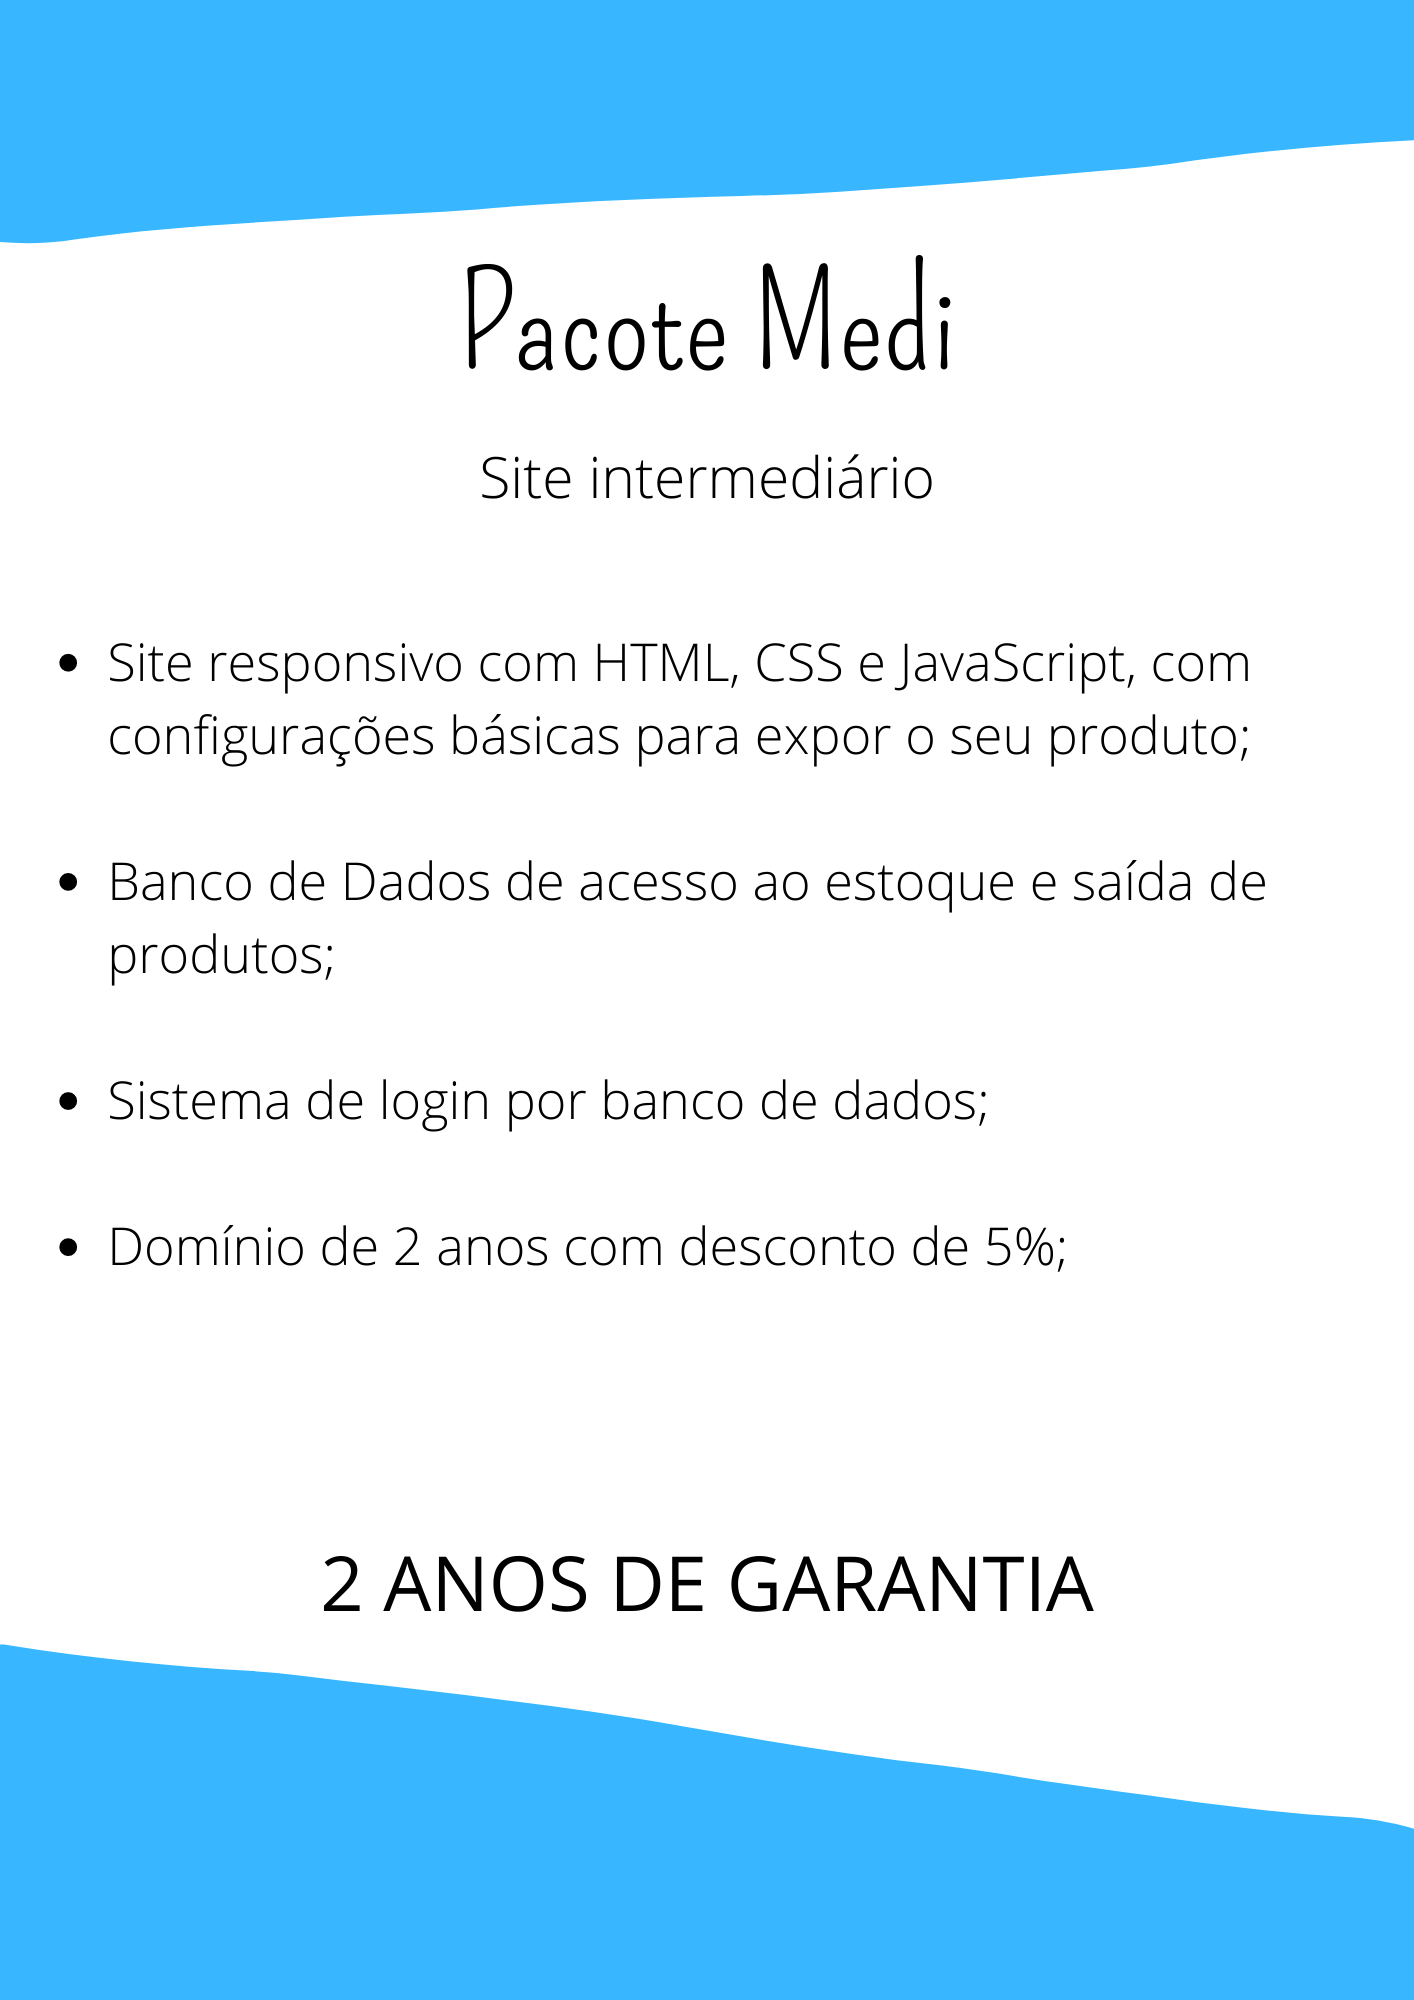 Pacote Medi
Site intermediário
• Site responsivo com HTML, CSS e JavaScript, com
configurações básicas para expor o seu produto;
• Banco de Dados de acesso ao estoque e saída de
produtos;
• Sistema de login por banco de dados;
• Domínio de 2 anos com desconto de 5%;
2 ANOS DE GARANTIA